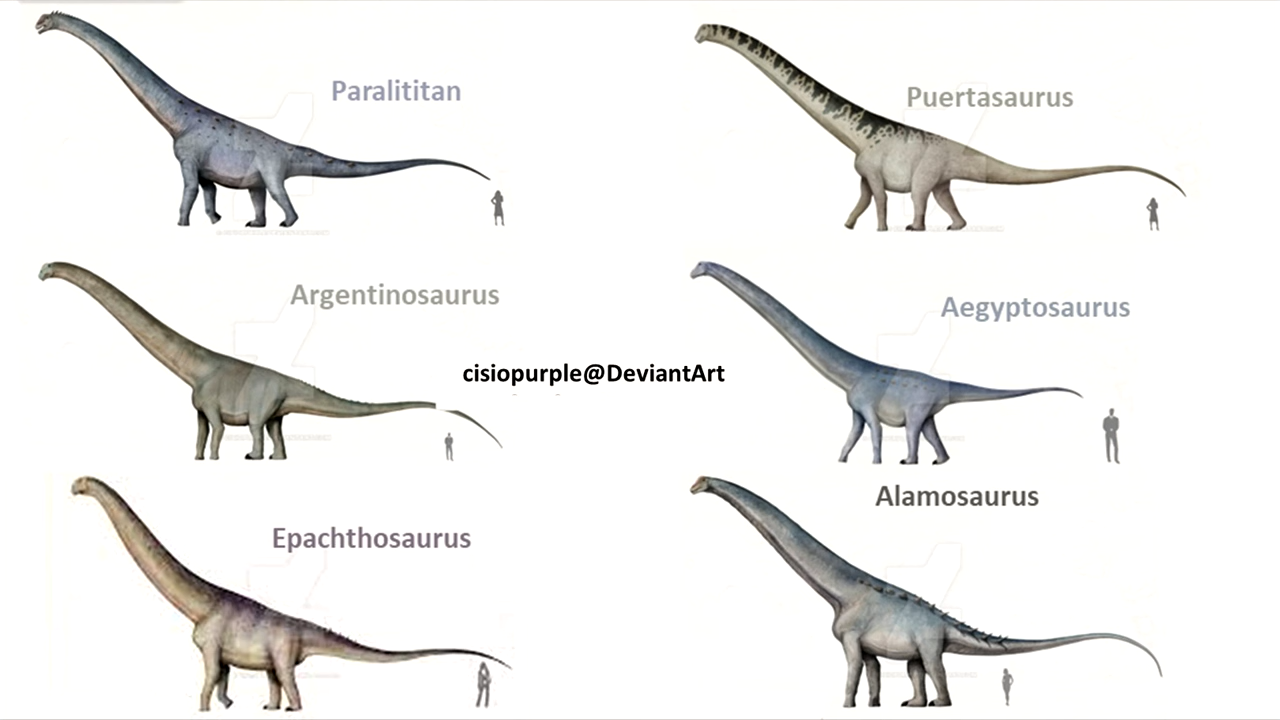 Paralititan
Puertasaurus
Argentinosaurus
Aegyptosaurus
cisiopurple@DeviantArt
Alamosaurus
Epachthosaurus